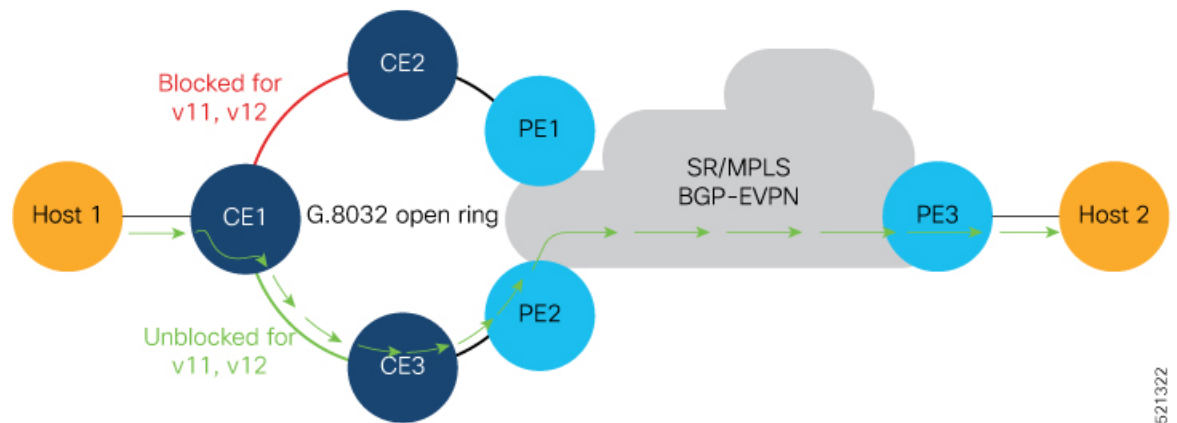 CE2
Blocked for
v11, v12
PE1
SR/MPLS
BGP-EVPN
Host 1
CE1
G.8032 open ring
PE3
Host 2
PE2
Unblocked for
v11, v12
CE3
521322